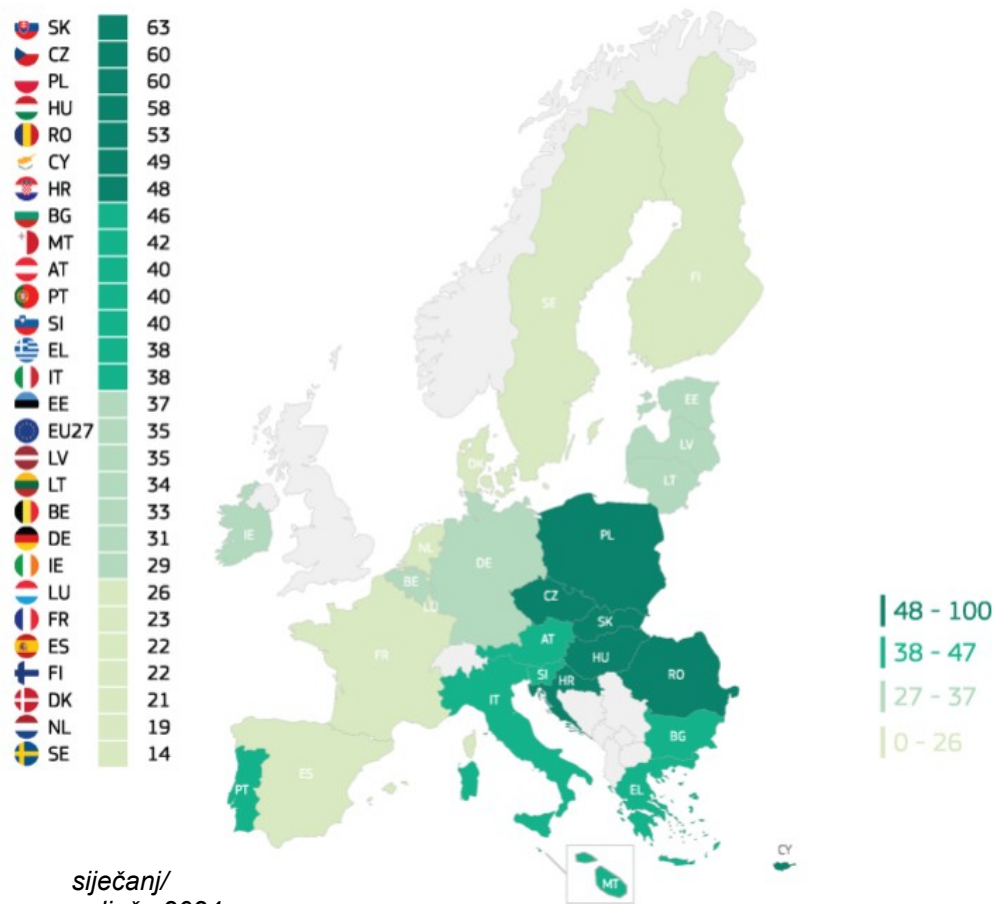 SK 63
CZ 60
PL 60
HU 58
RO 53
CY 49
HR 48
BG 46
MT 42
AT 40
PT 40
SI 40
EL 38
IT 38
EE 37
EU27 35
LV 35
LT 34
BE 33
DE 31
IE 29
LU 26
FR 23
ES 22
FI 22
DK 21
NL 19
SE 14
FI
SE
EE
LV
DK
LT
IE
PL
NL
DE
BE
CZ
LU
SK
AT
FR
HU
SI
HR
RO
IT
BG
ES
PT
EL
CY
MT
48 - 100
38 - 47
27 - 37
0 - 26
siječanj/